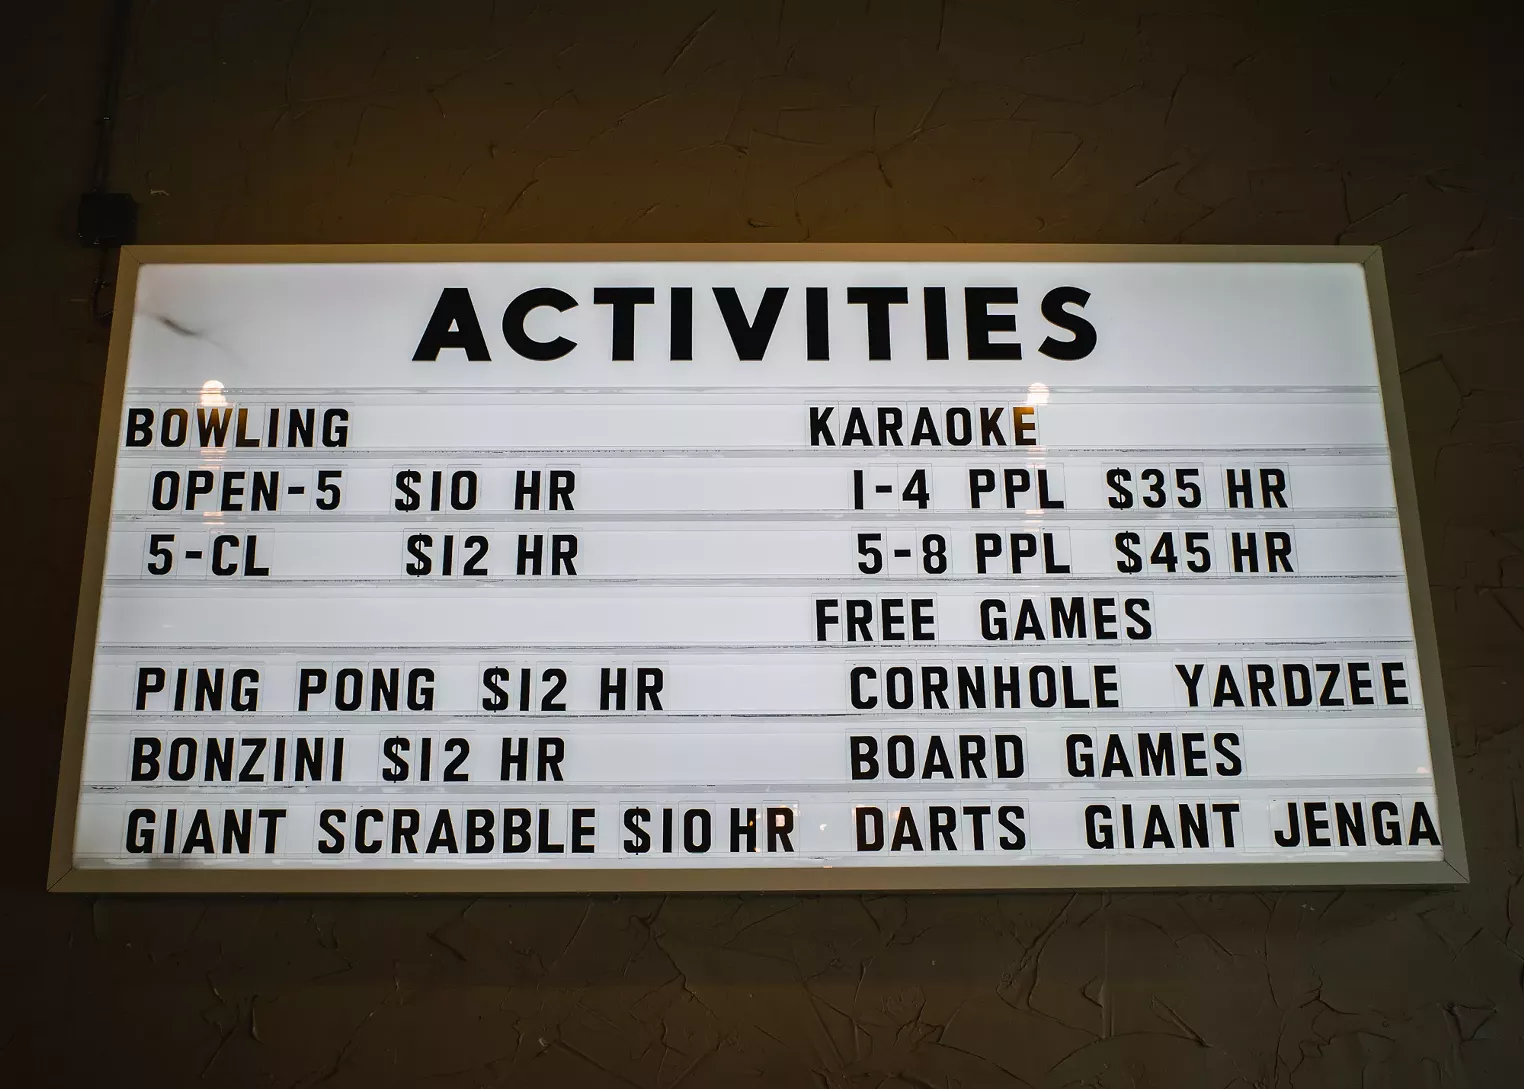 ACTIVITIES
BOWLING
OPEN-5 $10 HR
5-CL $12 HR
PING PONG $12 HR
BONZINI $12 HR
GIANT SCRABBLE $10 HR
KARAOKE
1-4 PPL $35 HR
5-8 PPL $45 HR
FREE GAMES
CORNHOLE YARDZEE
BOARD GAMES
DARTS GIANT JENGA